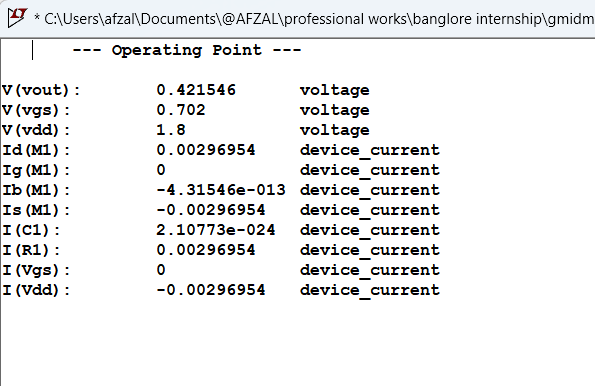 * C:\Users\afzal\Documents\@AFZAL\professional works\banglore internship\gmidm
--- Operating Point ---
V(vout): 0.421546 voltage
V(vgs): 0.702 voltage
V(vdd): 1.8 voltage
Id(M1): 0.00296954 device_current
Ig(M1): 0 device_current
Ib(M1): -4.31546e-013 device_current
Is(M1): -0.00296954 device_current
I(C1): 2.10773e-024 device_current
I(R1): 0.00296954 device_current
I(Vgs): 0 device_current
I(Vdd): -0.00296954 device_current